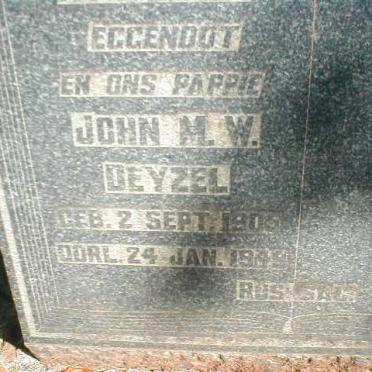 EGGENOOT
EN ONS PAPPIE
JOHN M. W.
DEYZEL
GEB. 2 SEPT.
OORL. 24 JAN.
RUS SAG